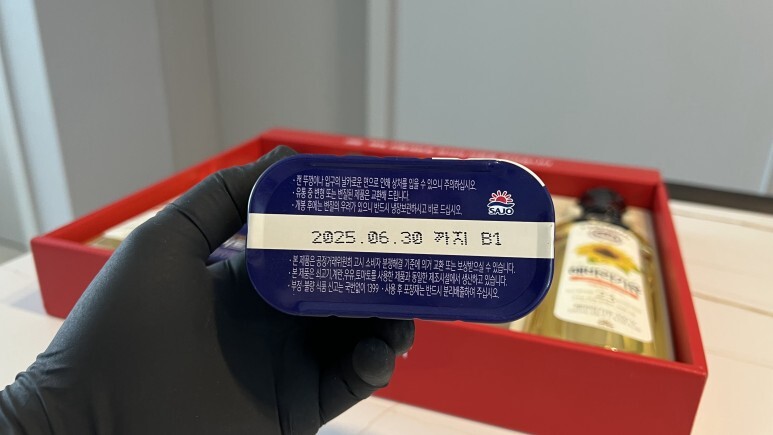 · 캔 뚜껑이나 입구의 날카로운 면으로 인해 상처를 입을 수 있으니 주의하십시오.
· 유통 중 변형 또는 변질된 제품은 교환해 드립니다.
· 개봉 후에는 변질의 우려가 있으니 반드시 냉장보관하시고 바로 드십시오.
SAJO
2025.06.30 까지 B1
· 본 제품은 공정거래위원회 고시 소비자 분쟁해결 기준에 의거 교환 또는 보상받으실 수 있습니다.
· 본 제품은 쇠고기, 계란, 우유, 토마토를 사용한 제품과 동일한 제조시설에서 생산하고 있습니다.
· 부정·불량 식품 신고는 국번없이 1399 · 사용 후 포장재는 반드시 분리배출하여 주십시오.
해바라기유